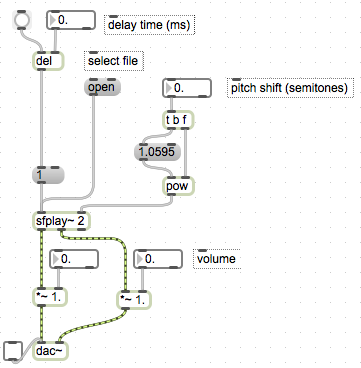 0.
delay time (ms)
del
select file
open
0.
pitch shift (semitones)
t b f
1.0595
1
pow
sfplay~ 2
0.
0.
volume
*~ 1.
*~ 1.
dac~